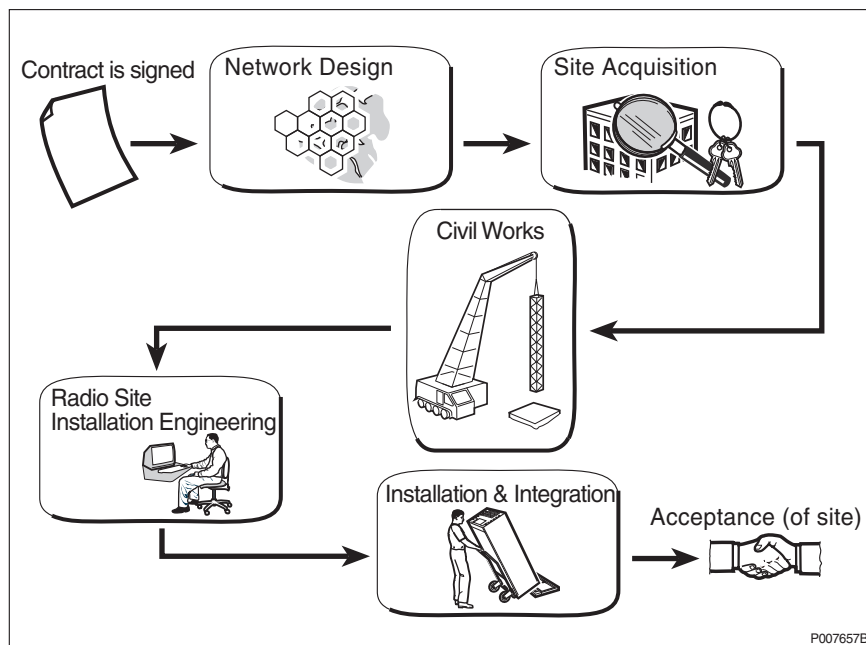 Contract is signed
Network Design
Site Acquisition
Civil Works
Radio Site
Installation Engineering
Installation & Integration
Acceptance (of site)
P007657B